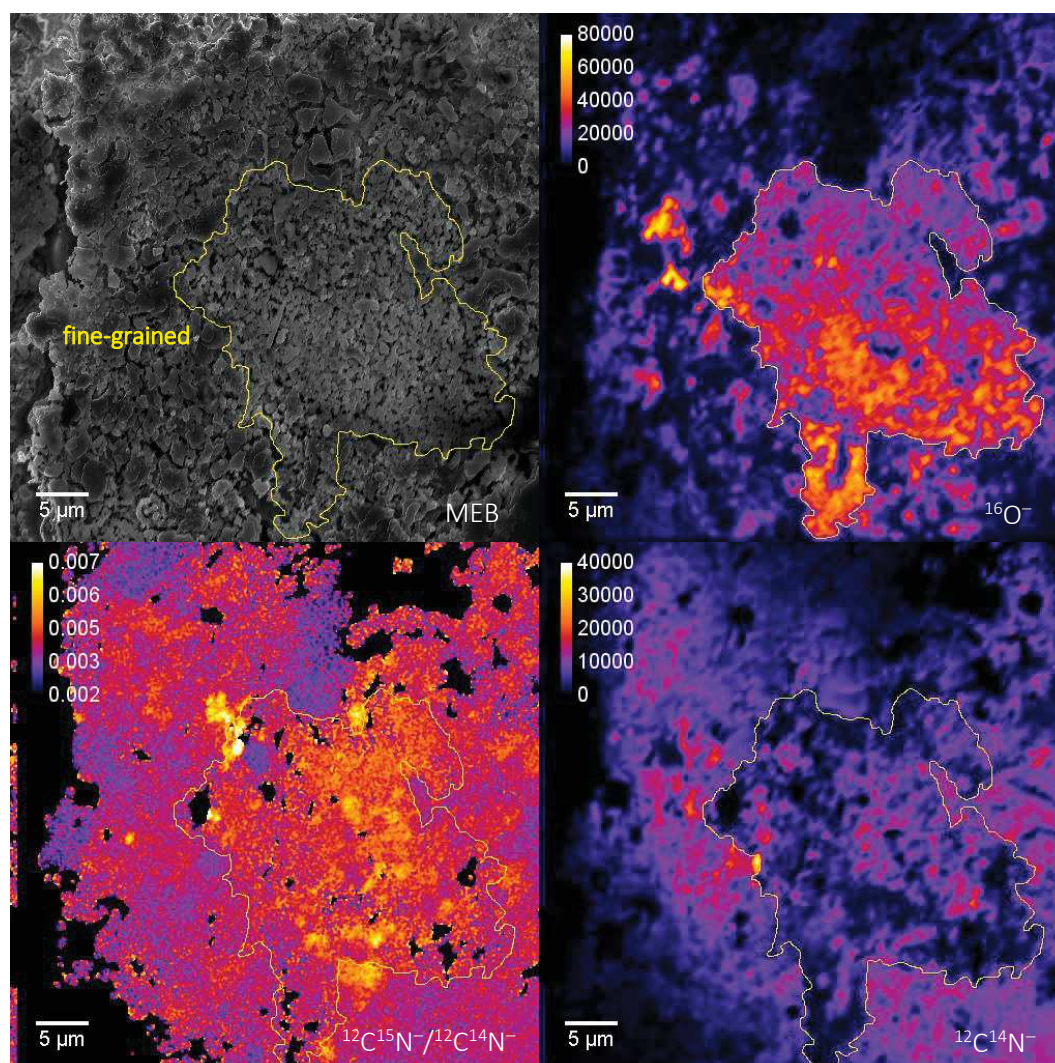 fine-grained
5 μm
MEB
80000
60000
40000
20000
0
5 μm
¹⁶O⁻
0.007
0.006
0.005
0.003
0.002
5 μm
¹²C¹⁵N⁻/¹²C¹⁴N⁻
40000
30000
20000
10000
0
5 μm
¹²C¹⁴N⁻